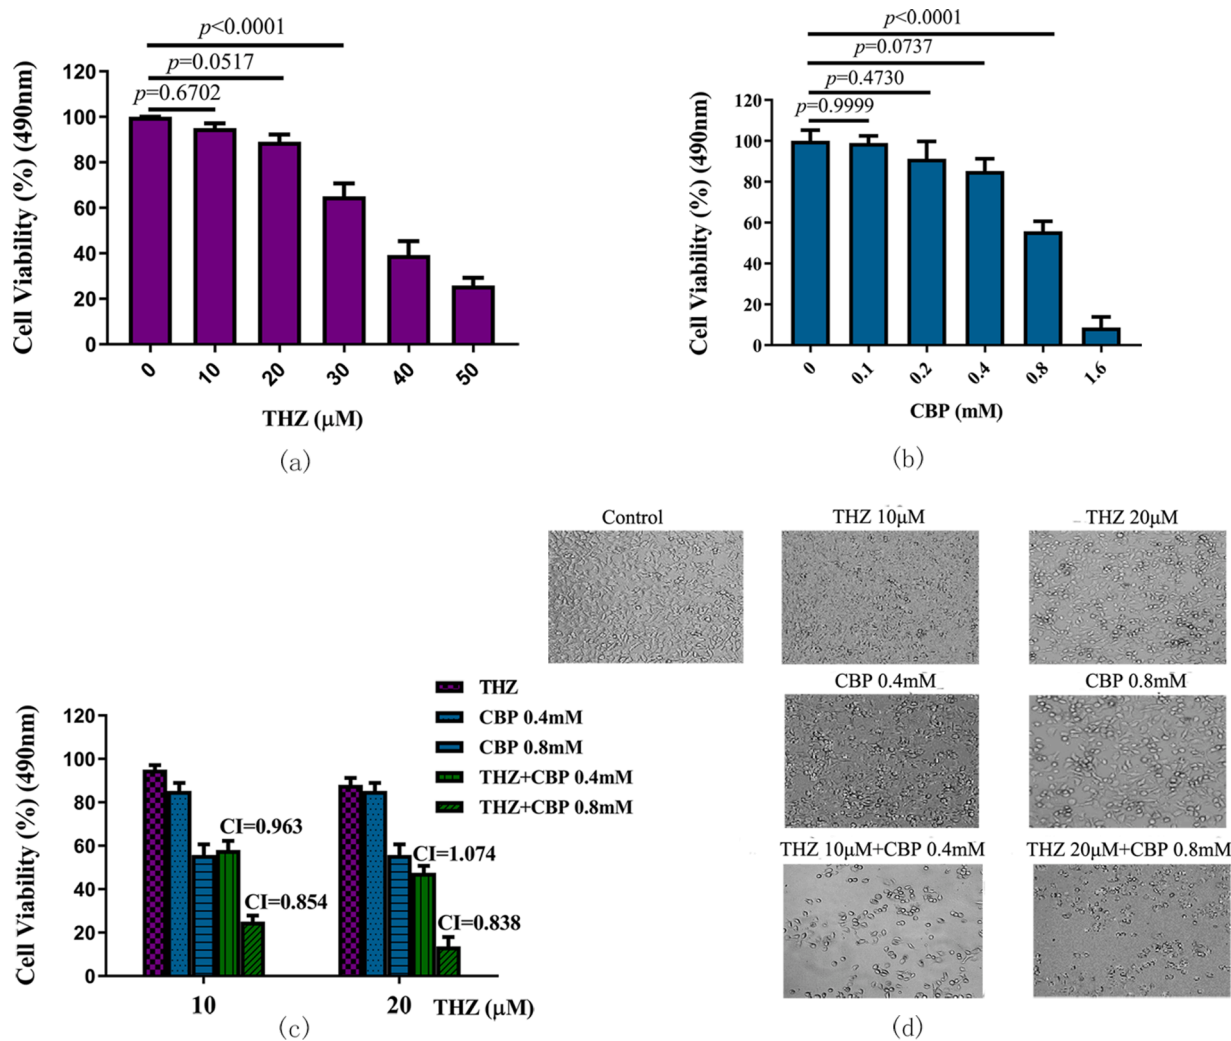 p<0.0001
p=0.0517
p=0.6702
Cell Viability (%) (490nm)
120
100
80
60
40
20
0
0 10 20 30 40 50
THZ (μM)
(a)
p<0.0001
p=0.0737
p=0.4730
p=0.9999
Cell Viability (%) (490nm)
120
100
80
60
40
20
0
0 0.1 0.2 0.4 0.8 1.6
CBP (mM)
(b)
THZ
CBP 0.4mM
CBP 0.8mM
THZ+CBP 0.4mM
THZ+CBP 0.8mM
Cell Viability (%) (490nm)
120
100
80
60
40
20
0
CI=0.963
CI=0.854
CI=1.074
CI=0.838
10 20 THZ (μM)
(c)
Control THZ 10μM THZ 20μM
CBP 0.4mM CBP 0.8mM
THZ 10μM+CBP 0.4mM THZ 20μM+CBP 0.8mM
(d)